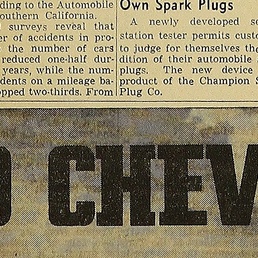 ding to the Automobile
outhern California.
surveys reveal that
er of accidents in pro-
the number of cars
reduced one-half dur-
years, while the num-
idents on a mileage ba-
opped two-thirds. From
Own Spark Plugs
A newly developed se
station tester permits custo
to judge for themselves the
dition of their automobile s
plugs. The new device i
product of the Champion S
Plug Co.
O CHEV